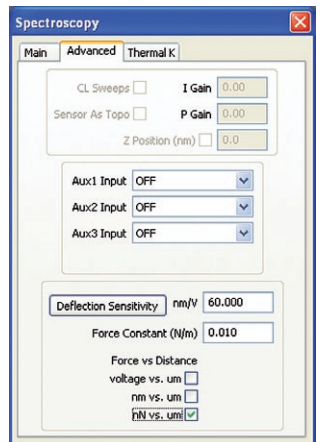 Spectroscopy
Main Advanced Thermal K
CL Sweeps I Gain 0.00
Sensor As Topo P Gain 0.00
Z Position (nm) 0.0
Aux1 Input OFF
Aux2 Input OFF
Aux3 Input OFF
Deflection Sensitivity nm/V 60.000
Force Constant (N/m) 0.010
Force vs Distance
voltage vs. um
nm vs. um
nN vs. um